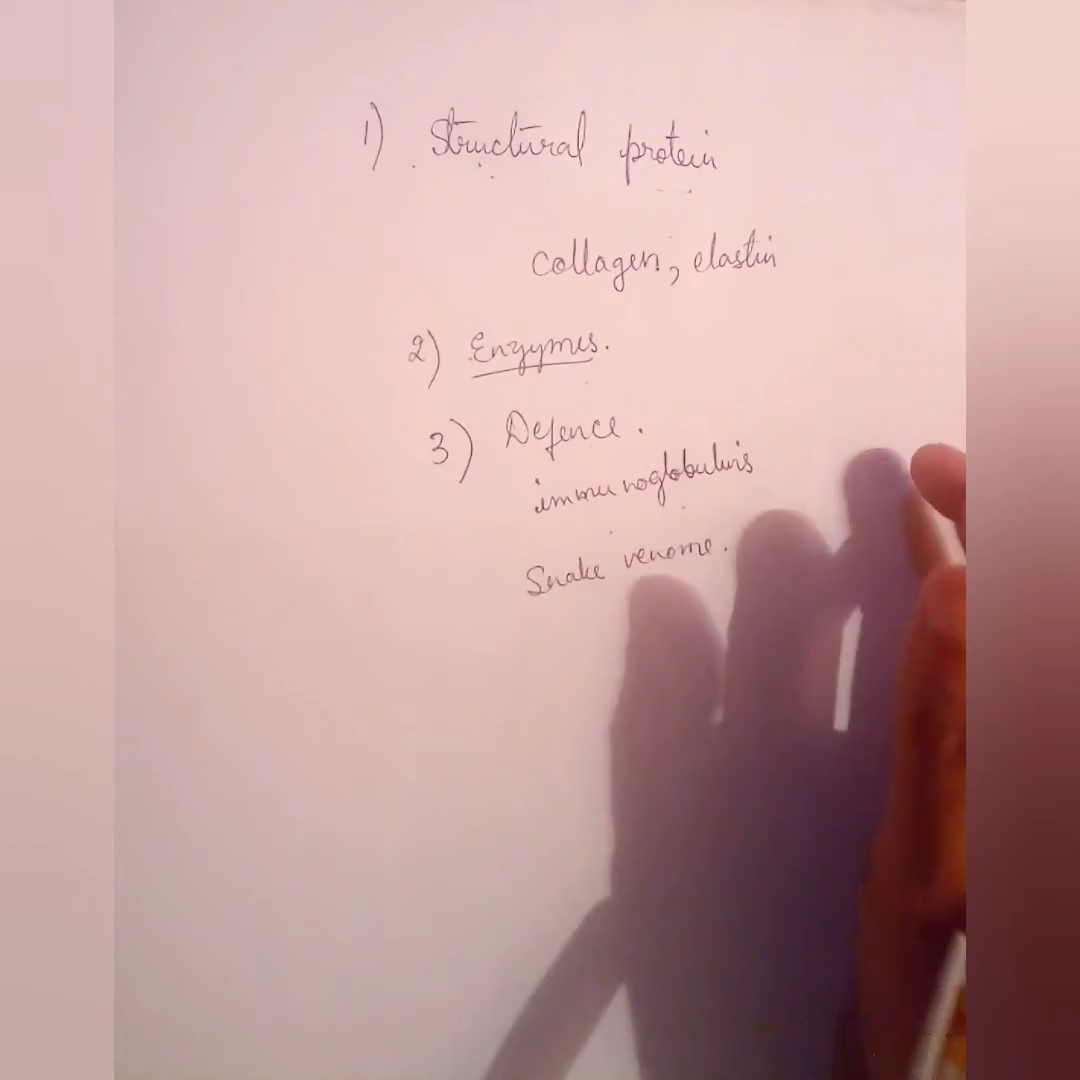 1) Structural protein
collagen, elastin
2) Enzymes.
3) Defence.
immunoglobulins
Snake venome.